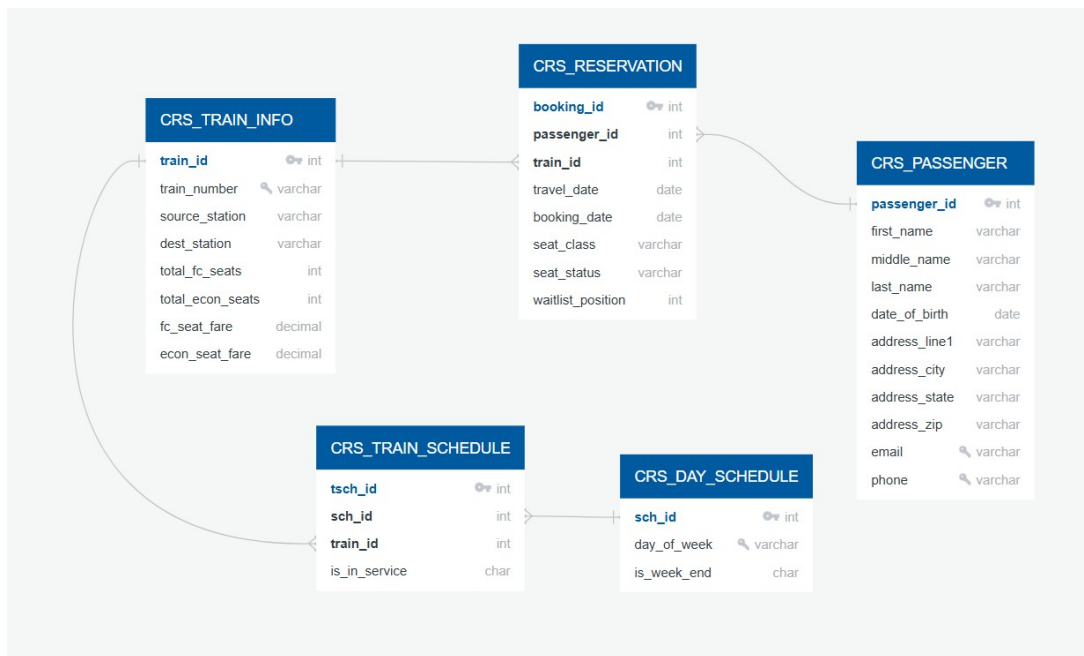 CRS_RESERVATION
booking_id int
passenger_id int
train_id int
travel_date date
booking_date date
seat_class varchar
seat_status varchar
waitlist_position int
CRS_TRAIN_INFO
train_id int
train_number varchar
source_station varchar
dest_station varchar
total_fc_seats int
total_econ_seats int
fc_seat_fare decimal
econ_seat_fare decimal
CRS_PASSENGER
passenger_id int
first_name varchar
middle_name varchar
last_name varchar
date_of_birth date
address_line1 varchar
address_city varchar
address_state varchar
address_zip varchar
email varchar
phone varchar
CRS_TRAIN_SCHEDULE
tsch_id int
sch_id int
train_id int
is_in_service char
CRS_DAY_SCHEDULE
sch_id int
day_of_week varchar
is_week_end char